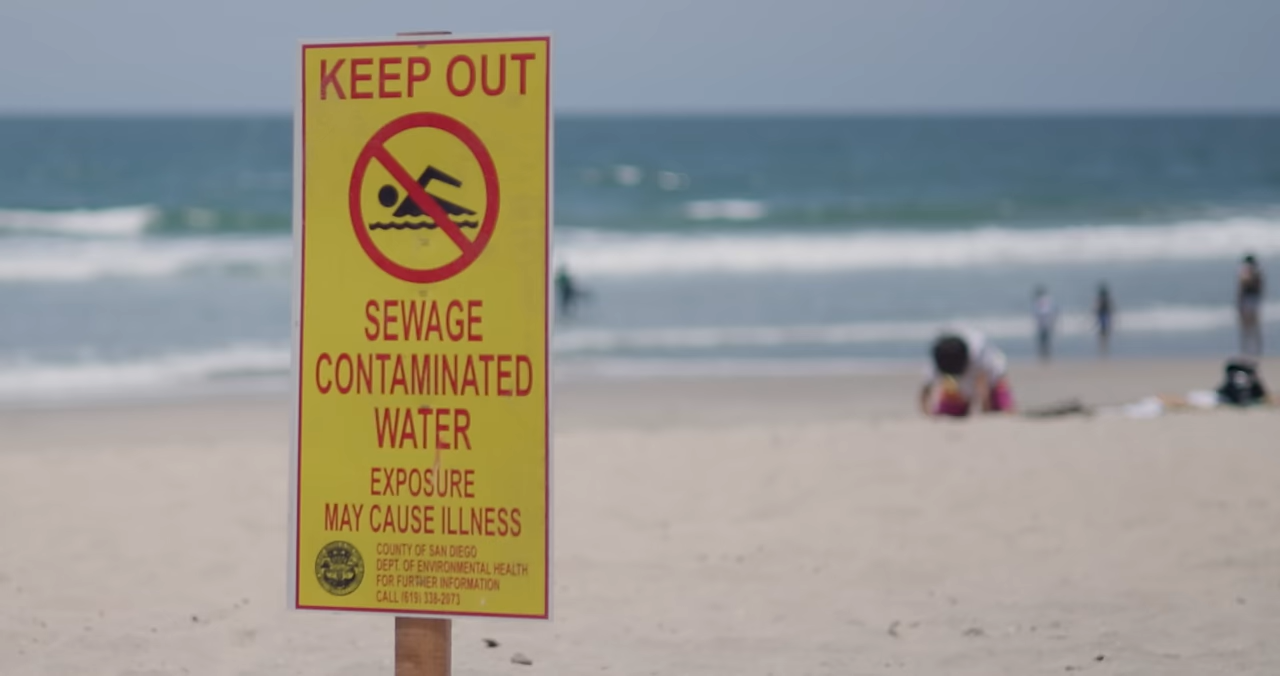 KEEP OUT
SEWAGE
CONTAMINATED
WATER
EXPOSURE
MAY CAUSE ILLNESS
COUNTY OF SAN DIEGO
DEPT. OF ENVIRONMENTAL HEALTH
FOR FURTHER INFORMATION
CALL (619) 338-2073